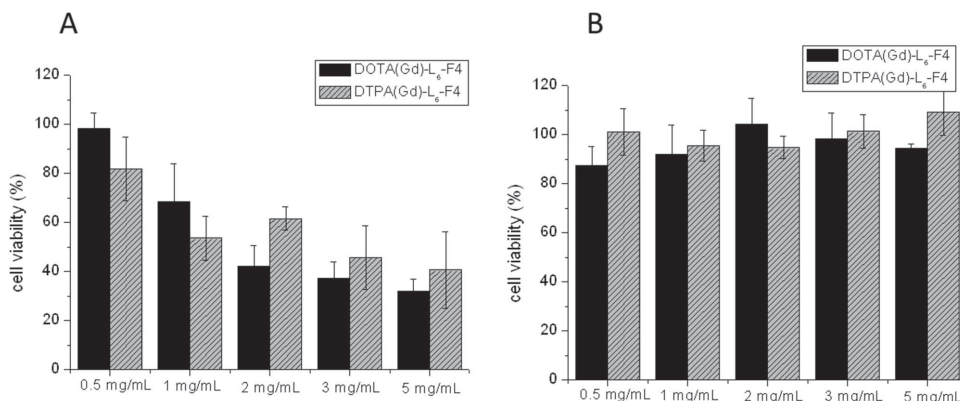 A
DOTA(Gd)-L₆-F4
DTPA(Gd)-L₆-F4
120
100
80
60
40
20
0
cell viability (%)
0.5 mg/mL 1 mg/mL 2 mg/mL 3 mg/mL 5 mg/mL
B
DOTA(Gd)-L₆-F4
DTPA(Gd)-L₆-F4
120
100
80
60
40
20
0
cell viability (%)
0.5 mg/mL 1 mg/mL 2 mg/mL 3 mg/mL 5 mg/mL